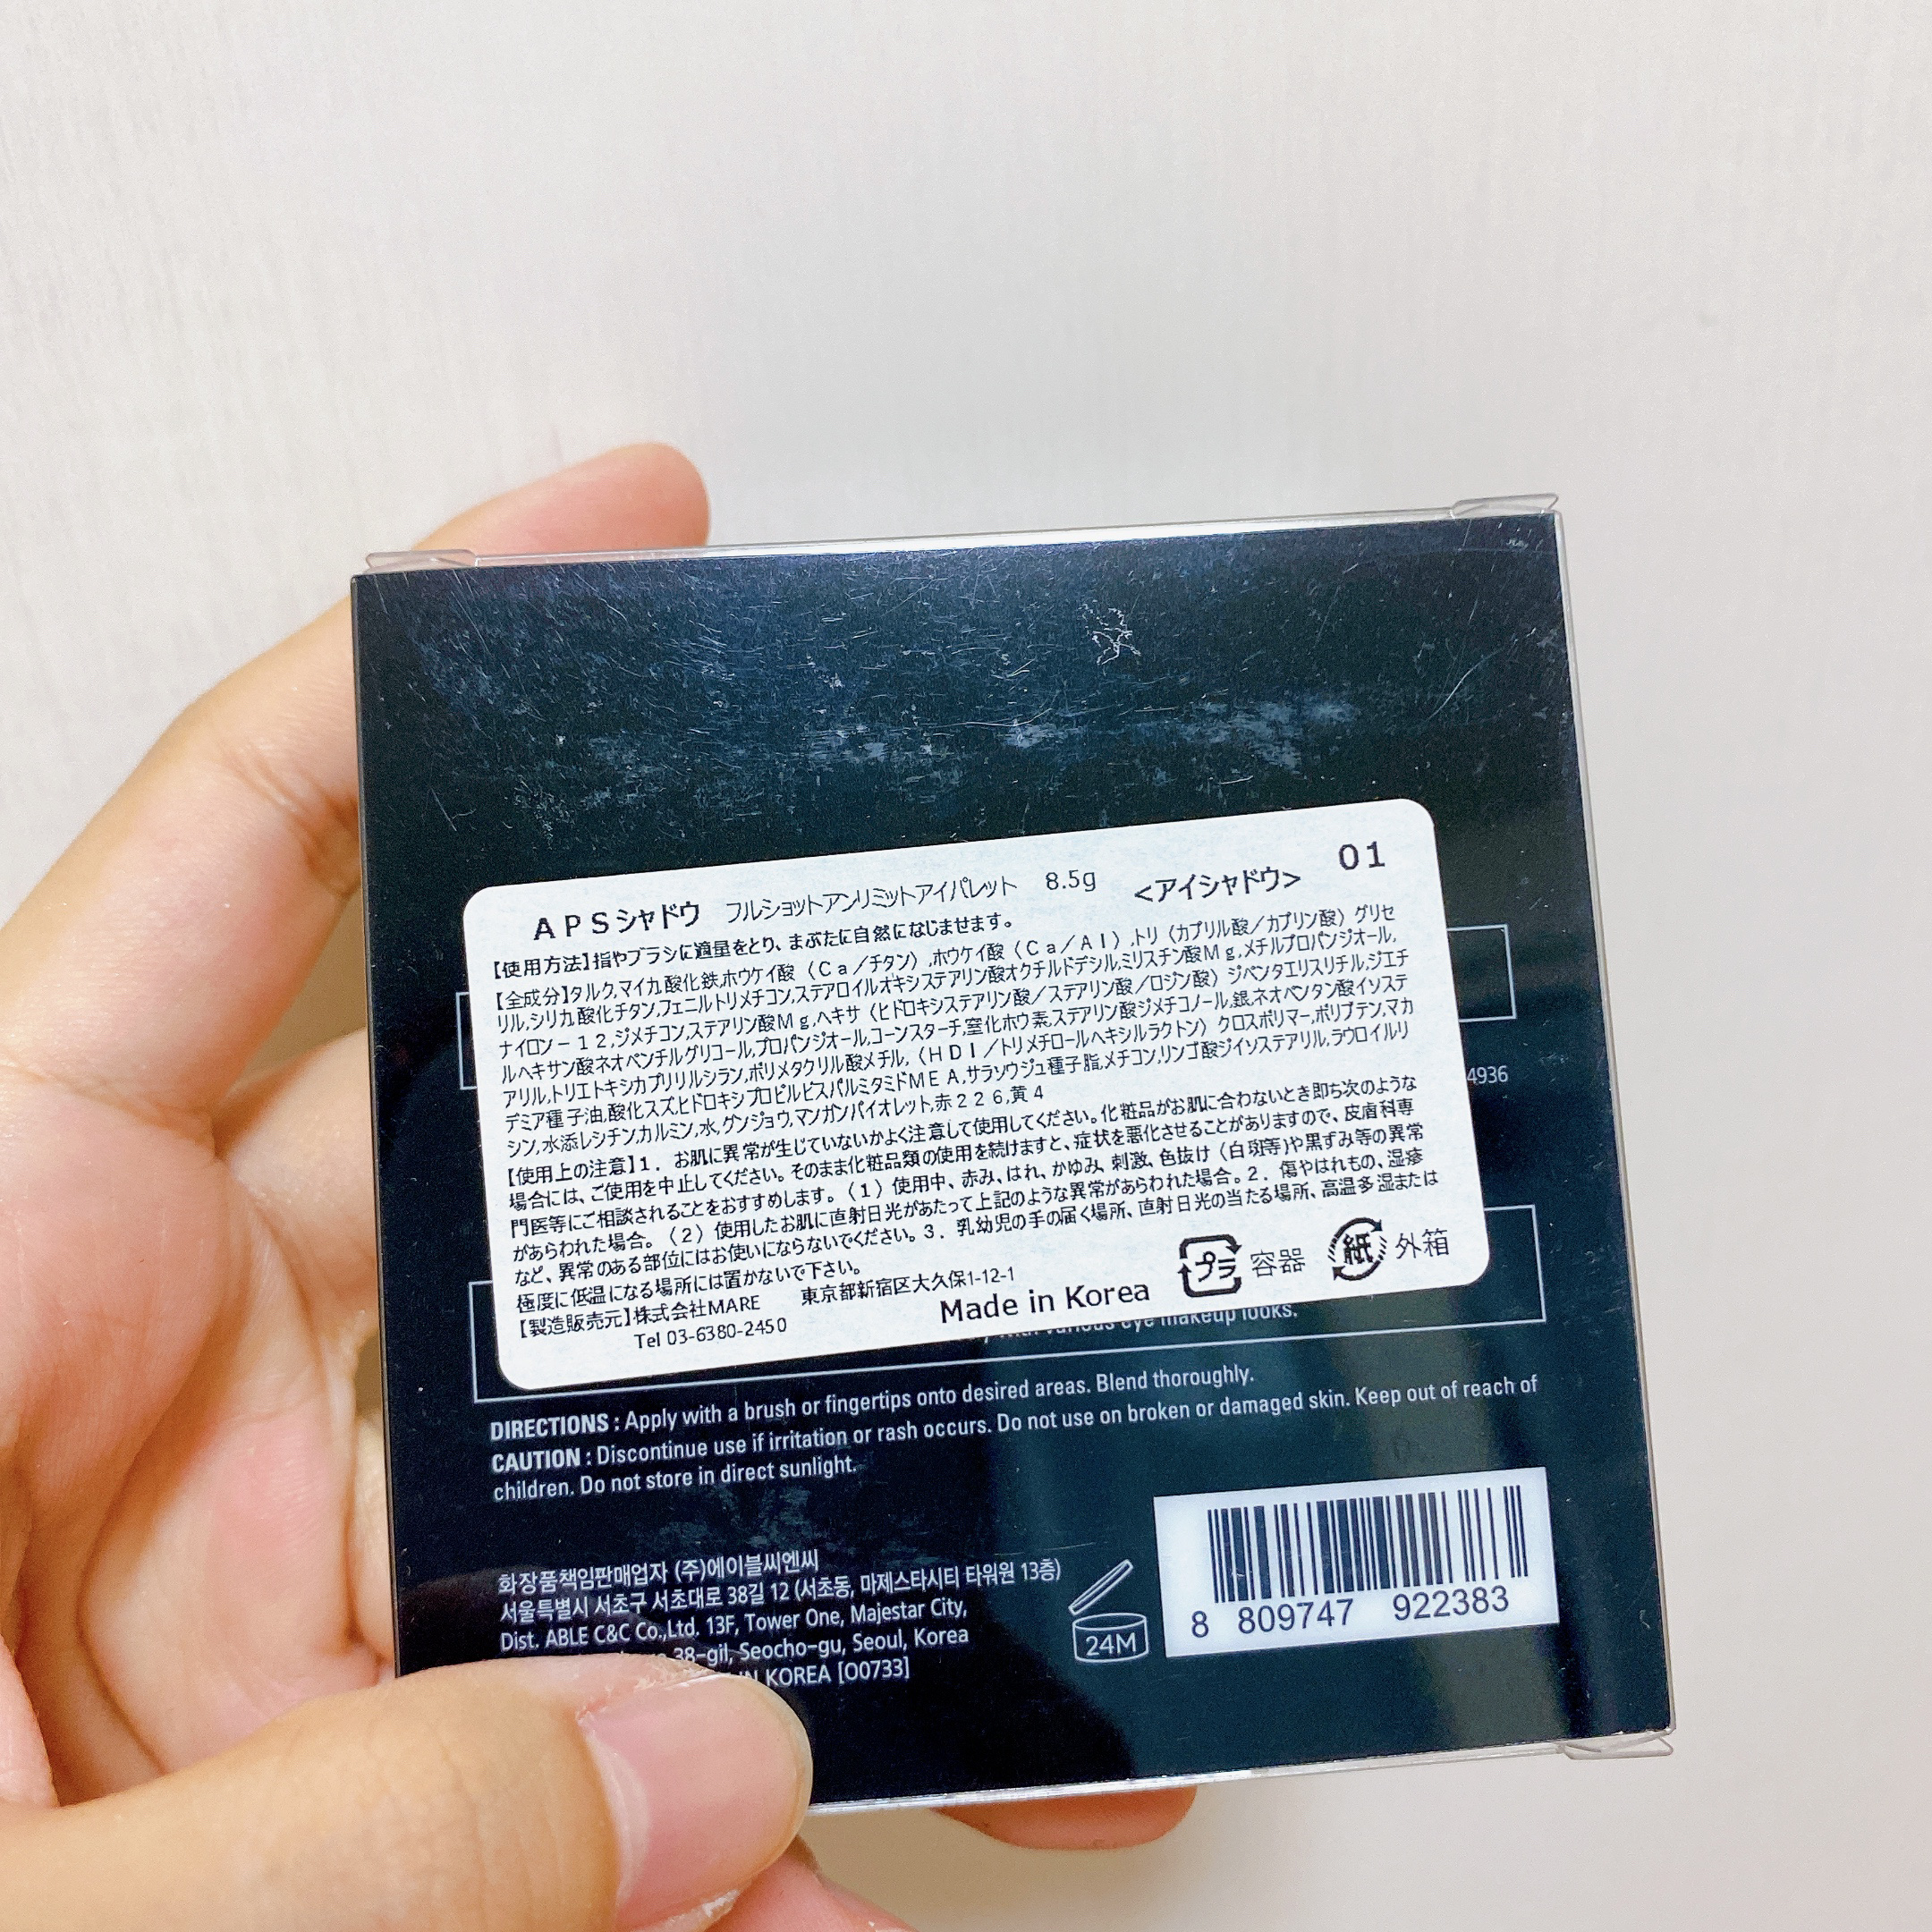 APSシャドウ フルショットアンリミットアイパレット 8.5g <アイシャドウ> 01
【使用方法】指やブラシに適量をとり、まぶたに自然になじませます。
【全成分】タルク,マイカ,酸化鉄,ホウケイ酸（Ca/チタン）,ホウケイ酸（Ca/Al）,トリ（カプリル酸/カプリン酸）グリセ
リル,シリカ,酸化チタン,フェニルトリメチコン,ステアロイルオキシステアリン酸オクチルドデシル,ミリスチン酸Mg,メチルプロパンジオール,
ナイロン-12,ジメチコン,ステアリン酸Mg,ヘキサ（ヒドロキシステアリン酸/ステアリン酸/ロジン酸）ジペンタエリスリチル,ジエチ
ルヘキサン酸ネオペンチルグリコール,プロパンジオール,コーンスターチ,窒化ホウ素,ステアリン酸ジメチコノール,銀,ネオペンタン酸イソステ
アリル,トリエトキシカプリリルシラン,ポリメタクリル酸メチル,（HDI/トリメチロールヘキシルラクトン）クロスポリマー,ポリブテン,マカ
デミア種子油,酸化スズ,ヒドロキシプロピルビスパルミタミドMEA,サラソウジュ種子脂,メチコン,リンゴ酸ジイソステアリル,ラウロイルリ
シン,水添レシチン,カルミン,水,グンジョウ,マンガンバイオレット,赤226,黄4
【使用上の注意】1．お肌に異常が生じていないかよく注意して使用してください。化粧品がお肌に合わないとき即ち次のような
場合には、ご使用を中止してください。そのまま化粧品類の使用を続けますと、症状を悪化させることがありますので、皮膚科専
門医等にご相談されることをおすすめします。（1）使用中、赤み、はれ、かゆみ、刺激、色抜け（白斑等)や黒ずみ等の異常
があらわれた場合。（2）使用したお肌に直射日光があたって上記のような異常があらわれた場合。2．傷やはれもの、湿疹
など、異常のある部位にはお使いにならないでください。3．乳幼児の手の届く場所、直射日光の当たる場所、高温多湿または
極度に低温になる場所には置かないで下さい。
【製造販売元】株式会社MARE 東京都新宿区大久保1-12-1
Tel 03-6380-2450 Made in Korea プラ 容器 紙 外箱
4936
various eye makeup looks.
DIRECTIONS : Apply with a brush or fingertips onto desired areas. Blend thoroughly.
CAUTION : Discontinue use if irritation or rash occurs. Do not use on broken or damaged skin. Keep out of reach of
children. Do not store in direct sunlight.
화장품책임판매업자 (주)에이블씨엔씨
서울특별시 서초구 서초대로 38길 12 (서초동, 마제스타시티 타워원 13층)
Dist. ABLE C&C Co.,Ltd. 13F, Tower One, Majestar City,
38-gil, Seocho-gu, Seoul, Korea
IN KOREA [O0733]
24M
8 809747 922383